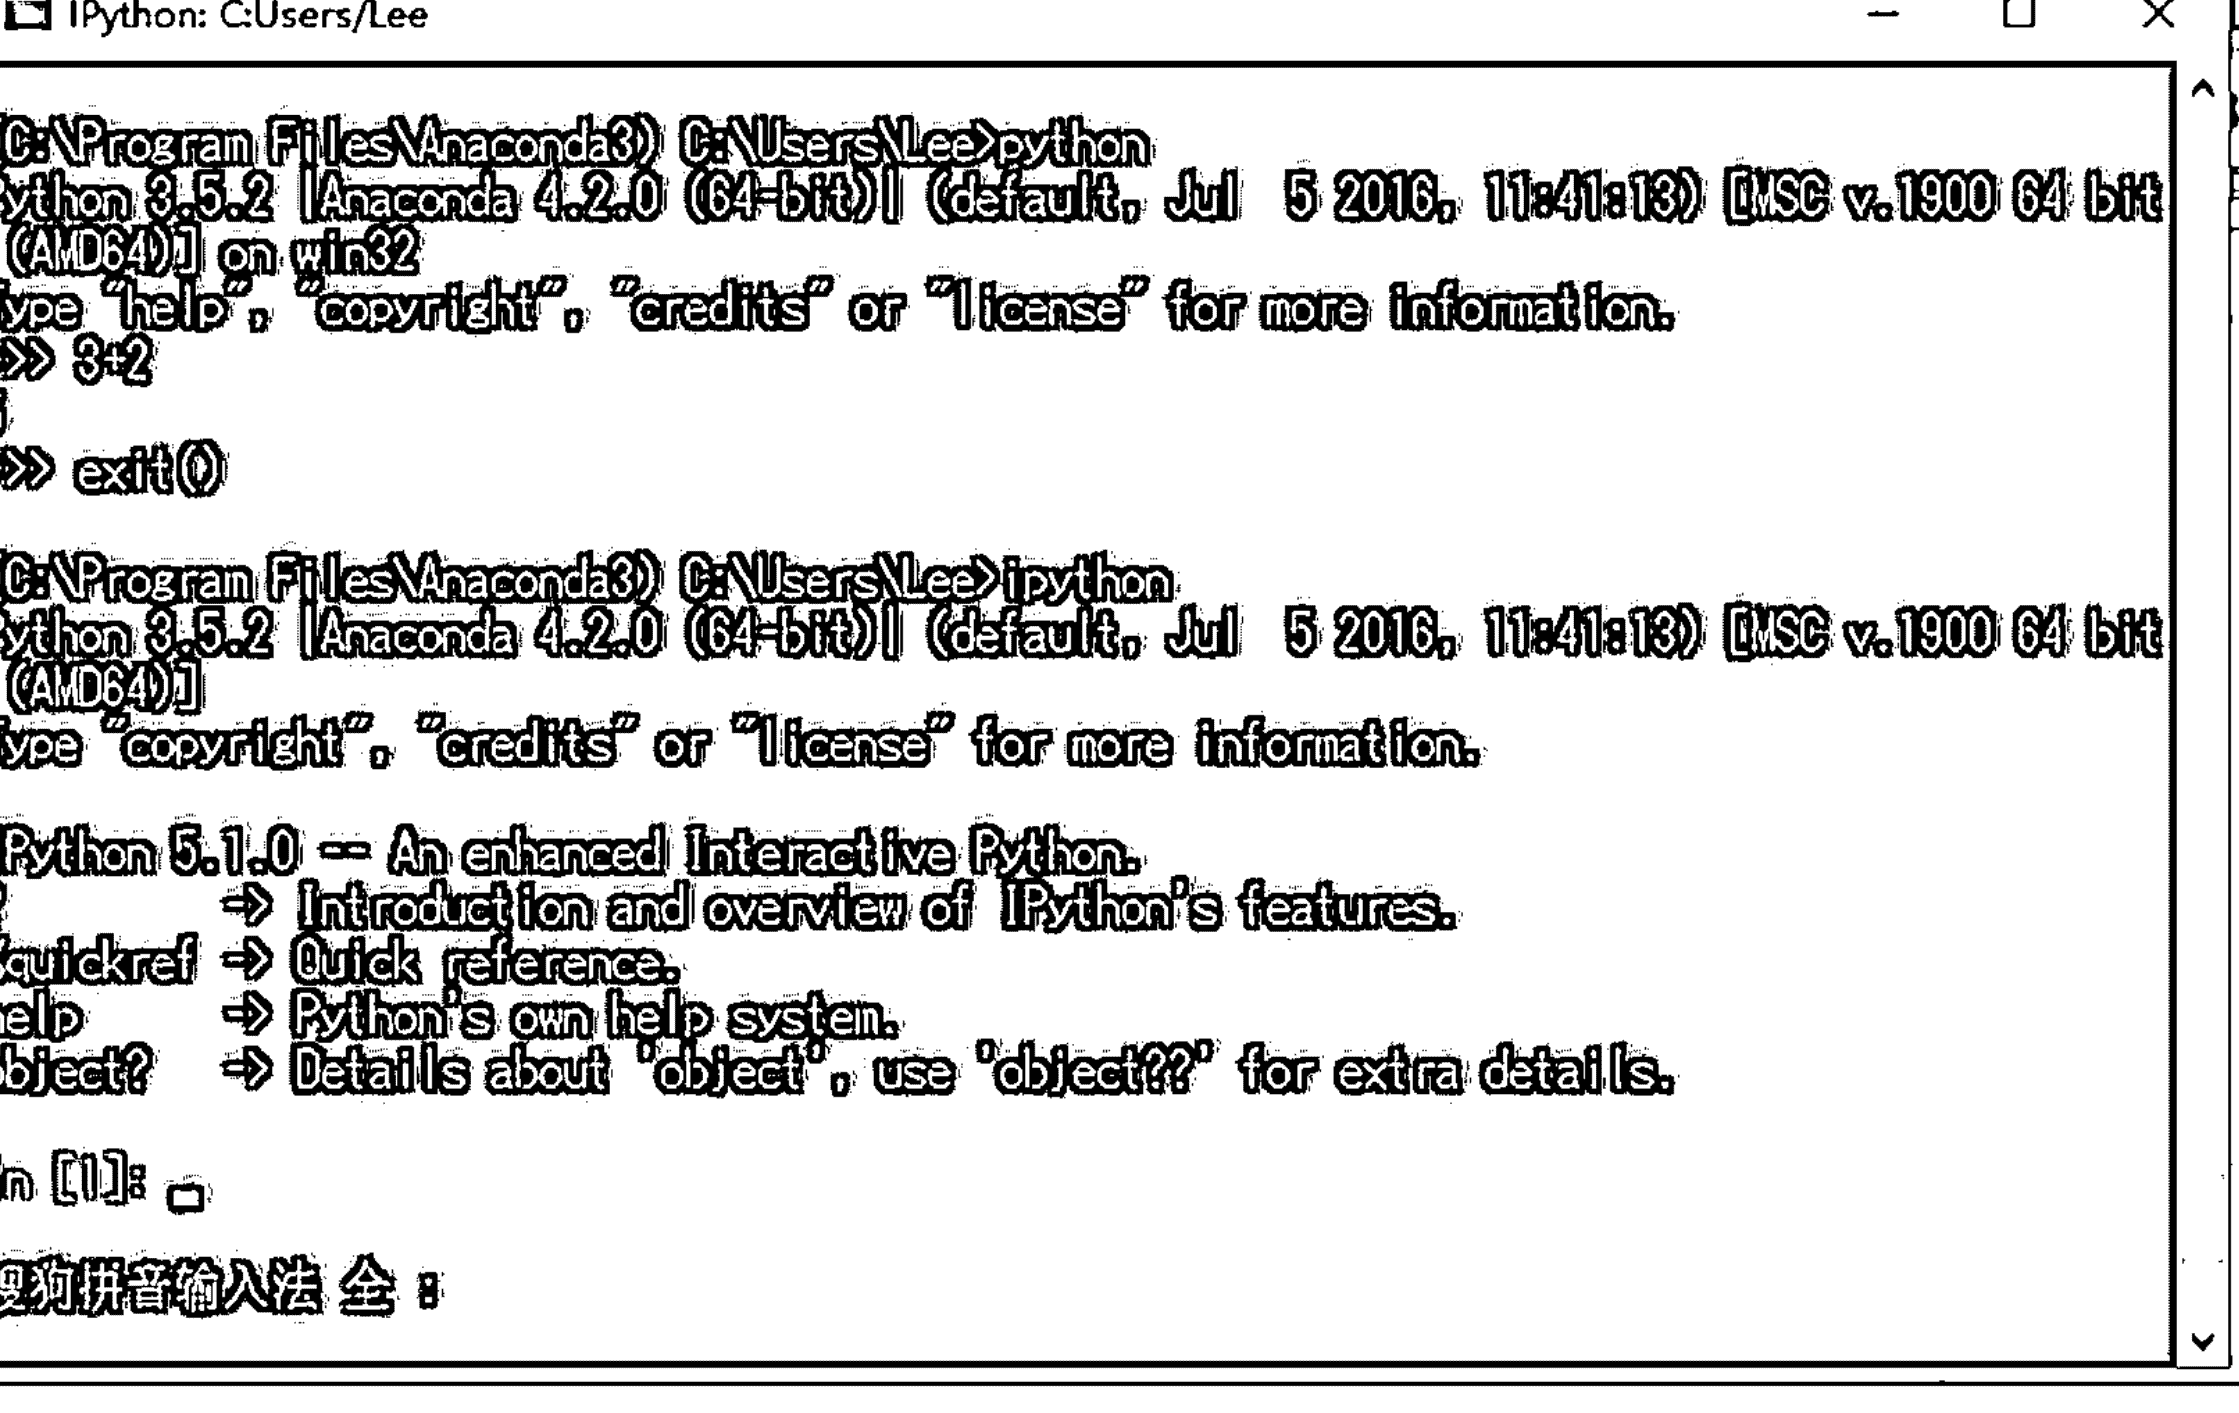 IPython: C:Users/Lee
C:\Program Files\Anaconda3) C:\Users\Lee>python
ython 3.5.2 |Anaconda 4.2.0 (64-bit)| (default, Jul  5 2016, 11:41:13) [MSC v.1900 64 bit
(AMD64)] on win32
ype "help", "copyright", "credits" or "license" for more information.
>> 3+2
>> exit()
C:\Program Files\Anaconda3) C:\Users\Lee>ipython
ython 3.5.2 |Anaconda 4.2.0 (64-bit)| (default, Jul  5 2016, 11:41:13) [MSC v.1900 64 bit
(AMD64)]
ype "copyright", "credits" or "license" for more information.
Python 5.1.0 -- An enhanced Interactive Python.
-> Introduction and overview of IPython's features.
quickref -> Quick reference.
help      -> Python's own help system.
object?   -> Details about 'object', use 'object??' for extra details.
n [1]:
搜狗拼音输入法 全 :